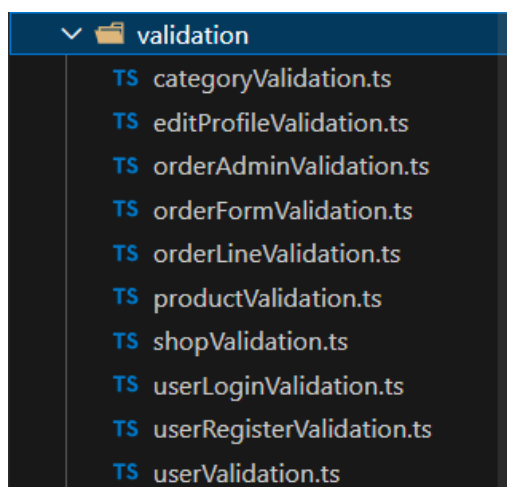 validation
TS categoryValidation.ts
TS editProfileValidation.ts
TS orderAdminValidation.ts
TS orderFormValidation.ts
TS orderLineValidation.ts
TS productValidation.ts
TS shopValidation.ts
TS userLoginValidation.ts
TS userRegisterValidation.ts
TS userValidation.ts